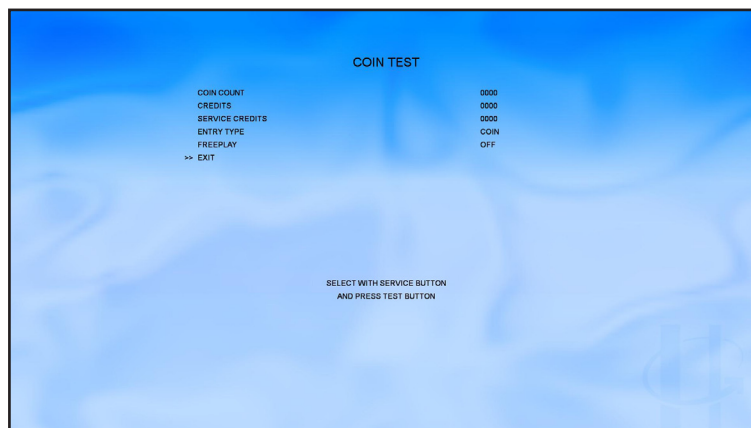 COIN TEST
COIN COUNT 0000
CREDITS 0000
SERVICE CREDITS 0000
ENTRY TYPE COIN
FREEPLAY OFF
>> EXIT
SELECT WITH SERVICE BUTTON
AND PRESS TEST BUTTON